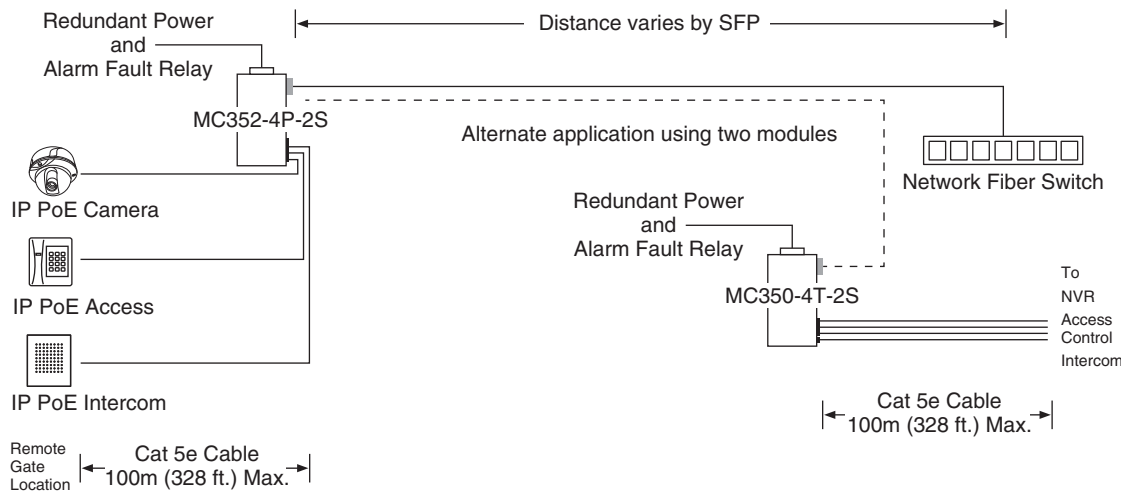 Redundant Power
and
Alarm Fault Relay
Distance varies by SFP
MC352-4P-2S
Alternate application using two modules
Network Fiber Switch
IP PoE Camera
Redundant Power
and
Alarm Fault Relay
IP PoE Access
MC350-4T-2S
To
NVR
Access
Control
Intercom
IP PoE Intercom
Cat 5e Cable
100m (328 ft.) Max.
Remote
Gate
Location
Cat 5e Cable
100m (328 ft.) Max.